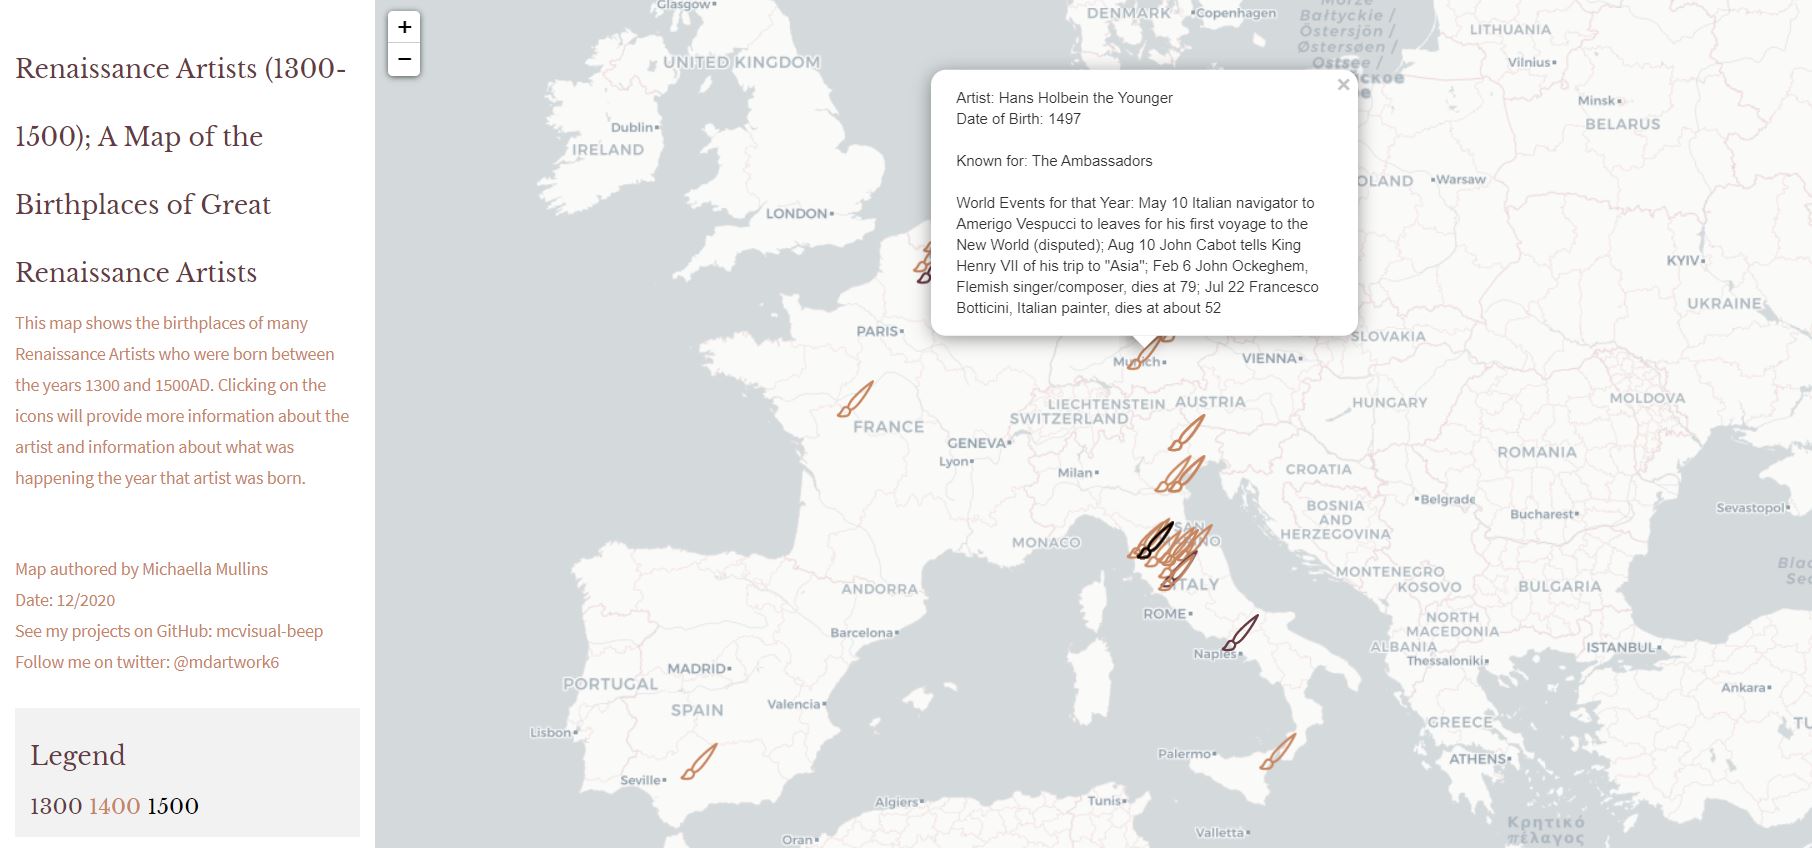 Renaissance Artists (1300-
1500); A Map of the
Birthplaces of Great
Renaissance Artists
This map shows the birthplaces of many
Renaissance Artists who were born between
the years 1300 and 1500AD. Clicking on the
icons will provide more information about the
artist and information about what was
happening the year that artist was born.
Map authored by Michaella Mullins
Date: 12/2020
See my projects on GitHub: mcvisual-beep
Follow me on twitter: @mdartwork6
Legend
1300 1400 1500
+
−
Artist: Hans Holbein the Younger
Date of Birth: 1497
Known for: The Ambassadors
World Events for that Year: May 10 Italian navigator to
Amerigo Vespucci to leaves for his first voyage to the
New World (disputed); Aug 10 John Cabot tells King
Henry VII of his trip to "Asia"; Feb 6 John Ockeghem,
Flemish singer/composer, dies at 79; Jul 22 Francesco
Botticini, Italian painter, dies at about 52
×
Glasgow
DENMARK
Copenhagen
Morze
Bałtyckie /
Östersjön /
Østersøen /
Ostsee /
ское
е
LITHUANIA
UNITED KINGDOM
Vilnius
Minsk
BELARUS
Dublin
IRELAND
OLAND
Warsaw
LONDON
KYIV
UKRAINE
PARIS
SLOVAKIA
Munich
VIENNA
LIECHTENSTEIN
SWITZERLAND
AUSTRIA
HUNGARY
MOLDOVA
FRANCE
GENEVA
Lyon
Milan
CROATIA
ROMANIA
BOSNIA
AND
HERZEGOVINA
Belgrade
Bucharest
Sevastopol
MONACO
SAN
NO
MONTENEGRO
KOSOVO
BULGARIA
Blac
Sec
ANDORRA
ITALY
ROME
NORTH
MACEDONIA
Barcelona
Naples
ALBANIA
Thessaloniki
ISTANBUL
MADRID
PORTUGAL
SPAIN
Valencia
Ankara
Lisbon
GREECE
TU
Palermo
ATHENS
Seville
Algiers
Tunis
Valletta
Oran
Κρητικό
πέλαγος